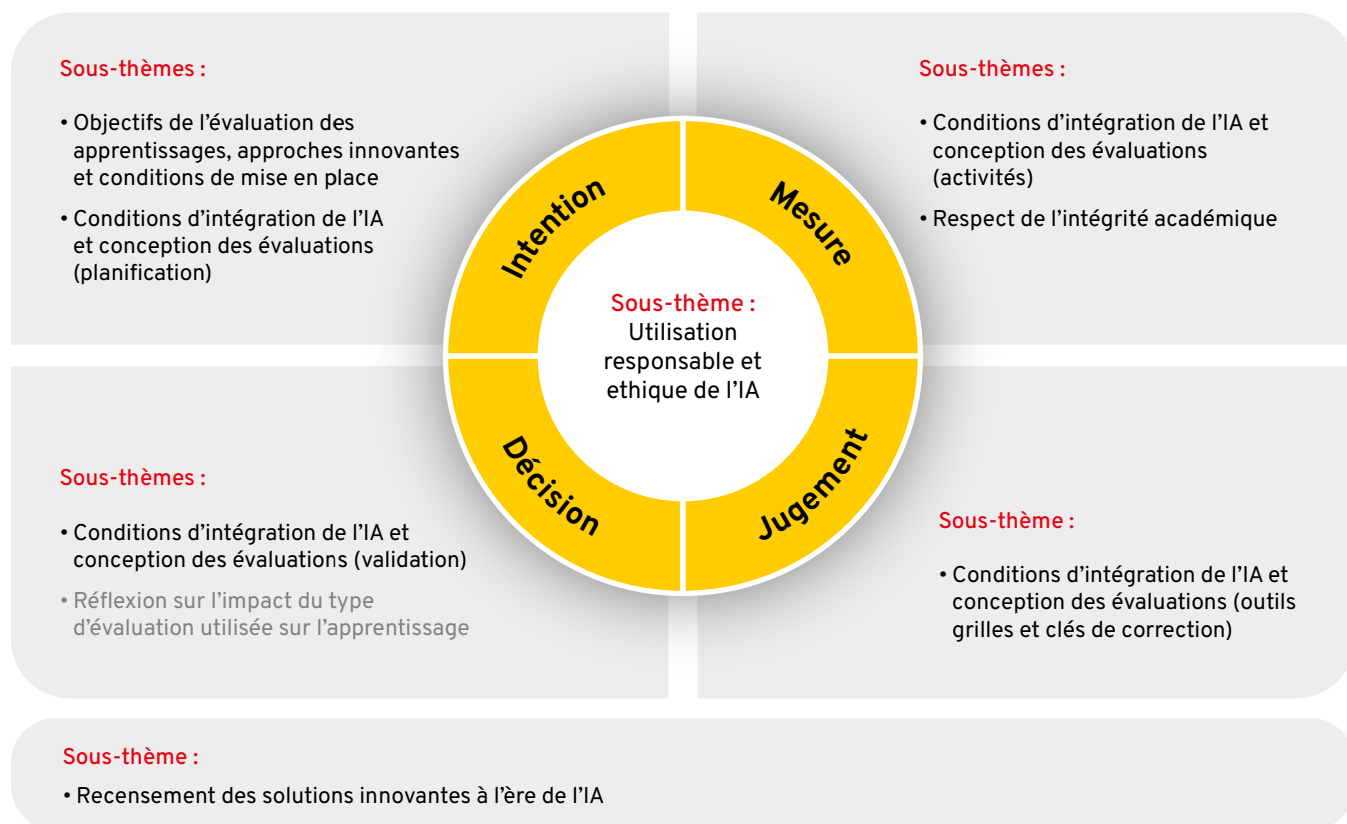 Sous-thèmes :
• Objectifs de l'évaluation des
apprentissages, approches innovantes
et conditions de mise en place
• Conditions d'intégration de l'IA
et conception des évaluations
(planification)
Sous-thèmes :
• Conditions d'intégration de l'IA et
conception des évaluations
(activités)
• Respect de l'intégrité académique
Intention
Mesure
Sous-thème :
Utilisation
responsable et
ethique de l'IA
Décision
Jugement
Sous-thèmes :
• Conditions d'intégration de l'IA et
conception des évaluations (validation)
• Réflexion sur l'impact du type
d'évaluation utilisée sur l'apprentissage
Sous-thème :
• Conditions d'intégration de l'IA et
conception des évaluations (outils
grilles et clés de correction)
Sous-thème :
• Recensement des solutions innovantes à l'ère de l'IA